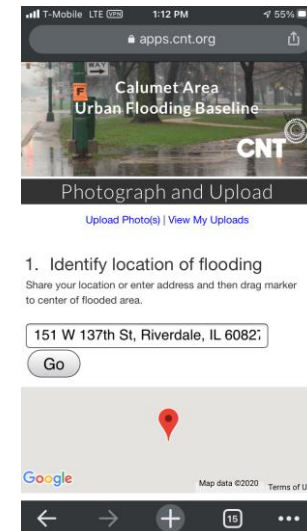 T-Mobile LTE VPN 1:12 PM 55%
apps.cnt.org
WAY
F
Calumet Area
Urban Flooding Baseline
CNT
Photograph and Upload
Upload Photo(s) | View My Uploads
1. Identify location of flooding
Share your location or enter address and then drag marker
to center of flooded area.
151 W 137th St, Riverdale, IL 60827
Go
Google Map data ©2020 Terms of U
15